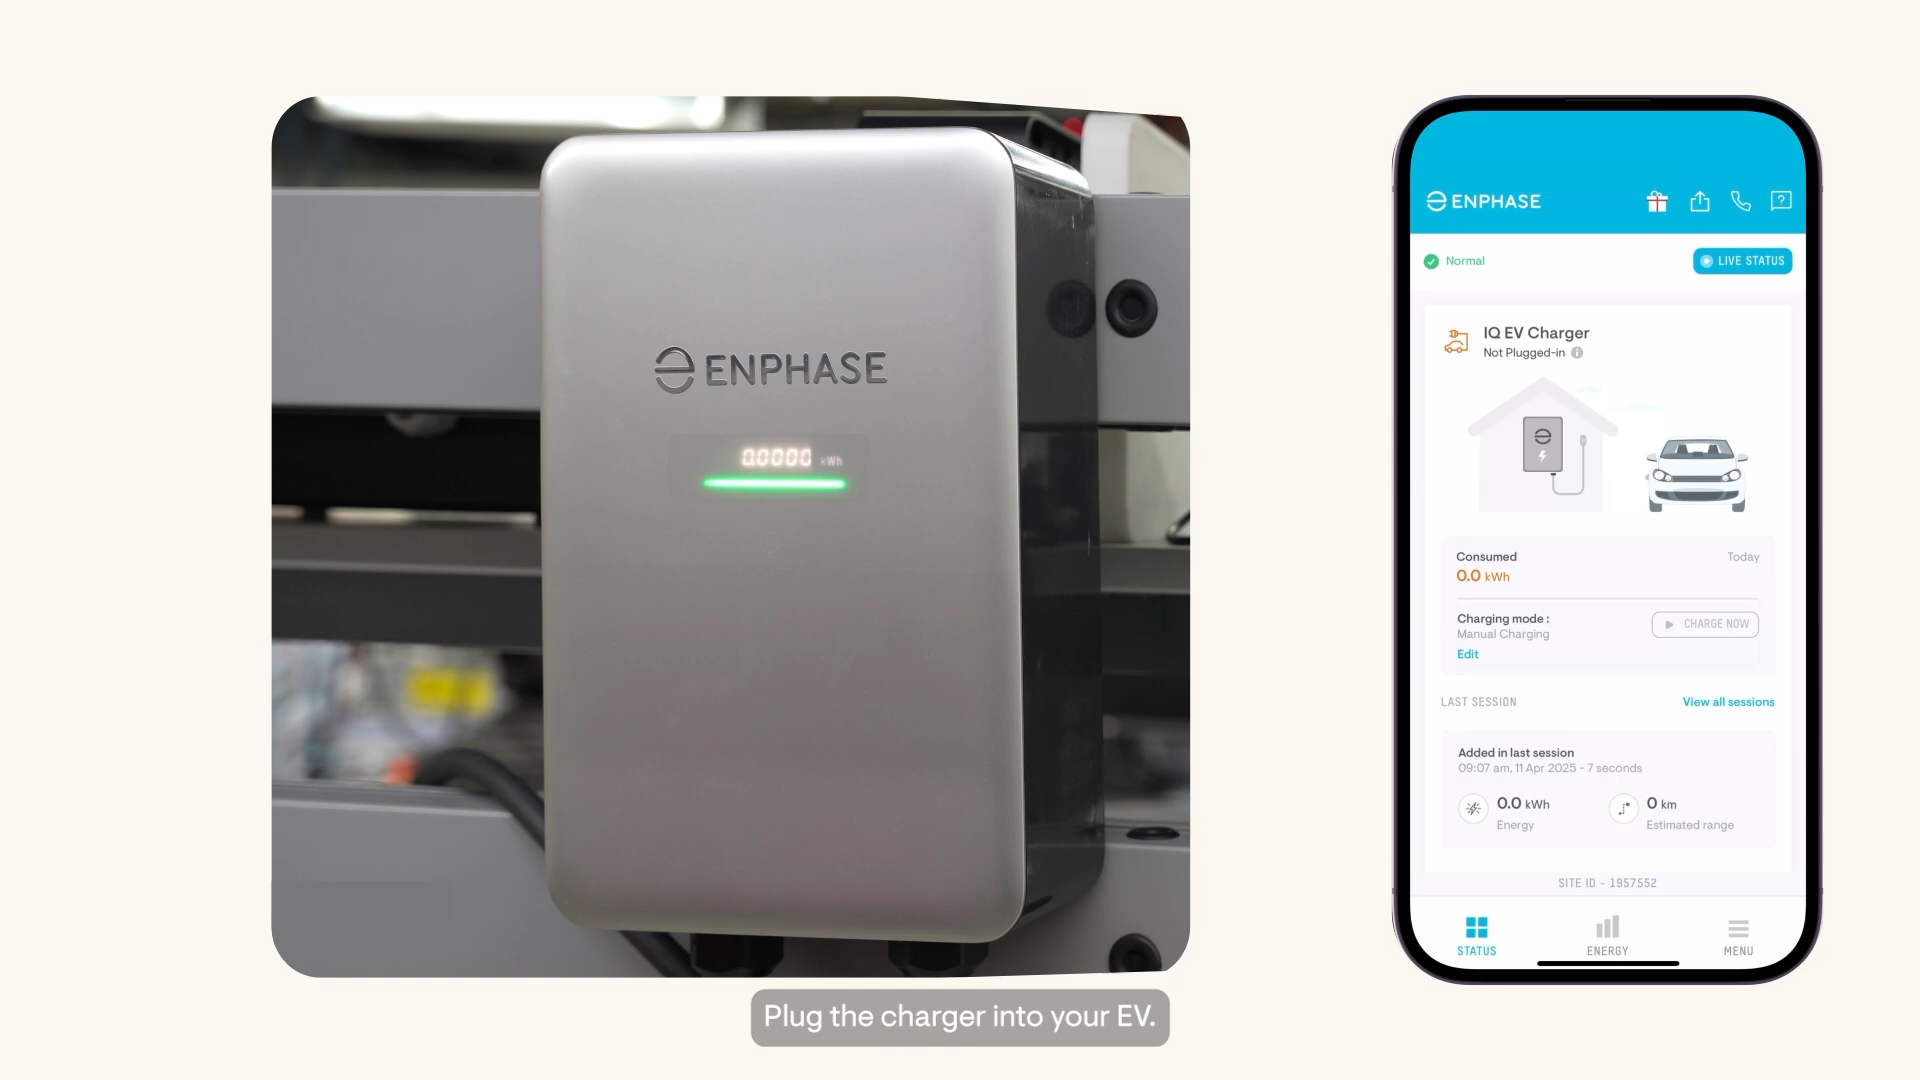 ENPHASE
0.0000 kWh
Plug the charger into your EV.
ENPHASE
Normal
LIVE STATUS
IQ EV Charger
Not Plugged-in
Consumed
Today
0.0 kWh
Charging mode :
Manual Charging
CHARGE NOW
Edit
LAST SESSION
View all sessions
Added in last session
09:07 am, 11 Apr 2025 - 7 seconds
0.0 kWh
Energy
0 km
Estimated range
SITE ID - 1957552
STATUS
ENERGY
MENU